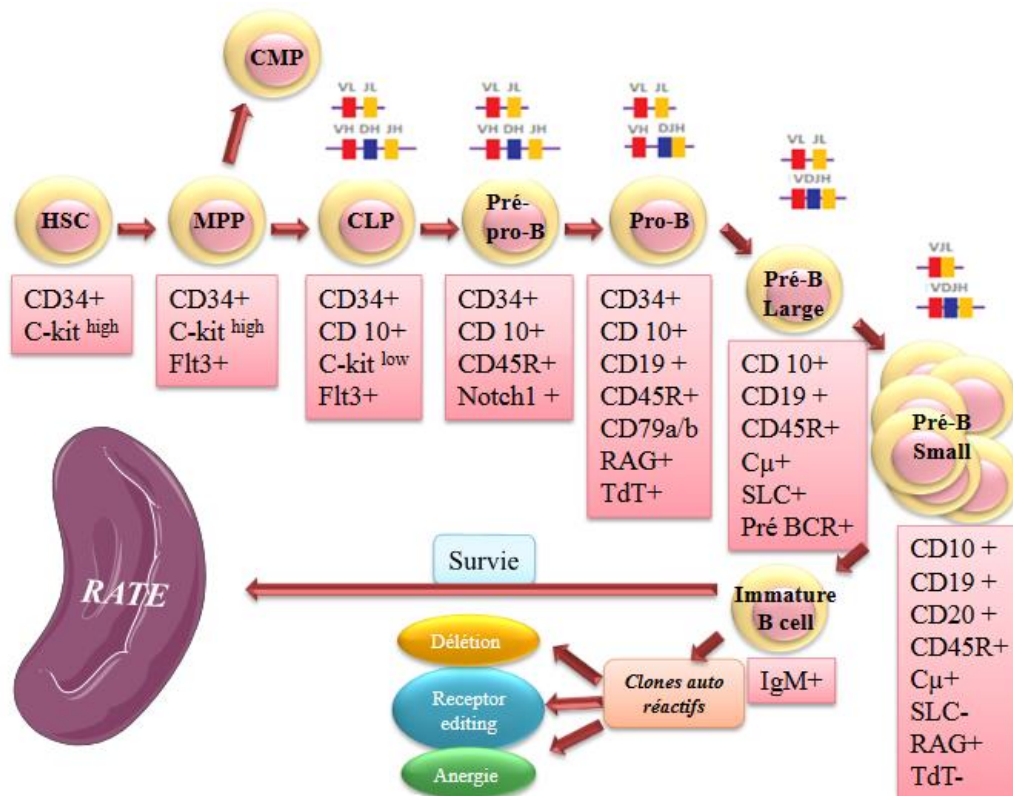 CMP
VL JL
VH DH JH
VL JL
VH DH JH
VL JL
VH DJH
VL JL
VDJH
VJL
VDJH
HSC
MPP
CLP
Pré-
pro-B
Pro-B
Pré-B
Large
Pré-B
Small
CD34+
C-kit high
CD34+
C-kit high
Flt3+
CD34+
CD 10+
C-kit low
Flt3+
CD34+
CD 10+
CD45R+
Notch1 +
CD34+
CD 10+
CD19 +
CD45R+
CD79a/b
RAG+
TdT+
CD 10+
CD19 +
CD45R+
Cµ+
SLC+
Pré BCR+
CD10 +
CD19 +
CD20 +
CD45R+
Cµ+
SLC-
RAG+
TdT-
Survie
RATE
Immature
B cell
IgM+
Clones auto
réactifs
Délétion
Receptor
editing
Anergie